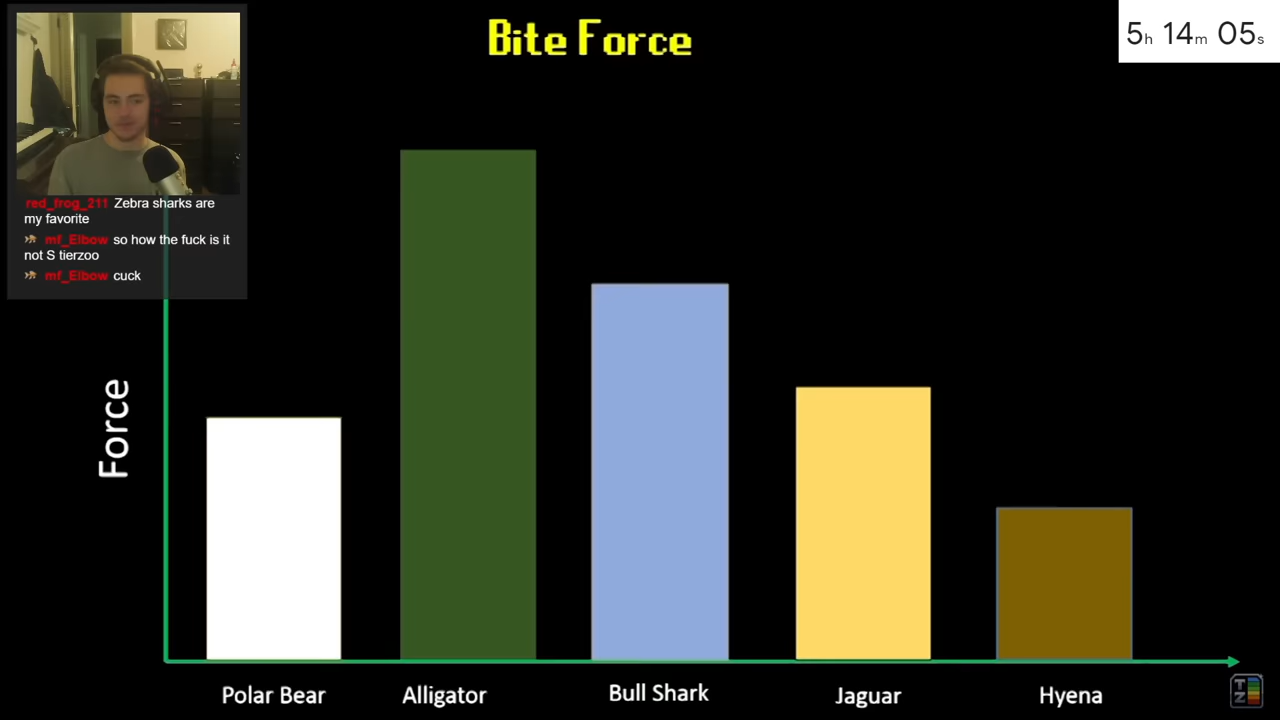 Bite Force
5h 14m 05s
red_frog_211 Zebra sharks are
my favorite
mf_Elbow so how the fuck is it
not S tierzoo
mf_Elbow cuck
Force
Polar Bear
Alligator
Bull Shark
Jaguar
Hyena
TZ